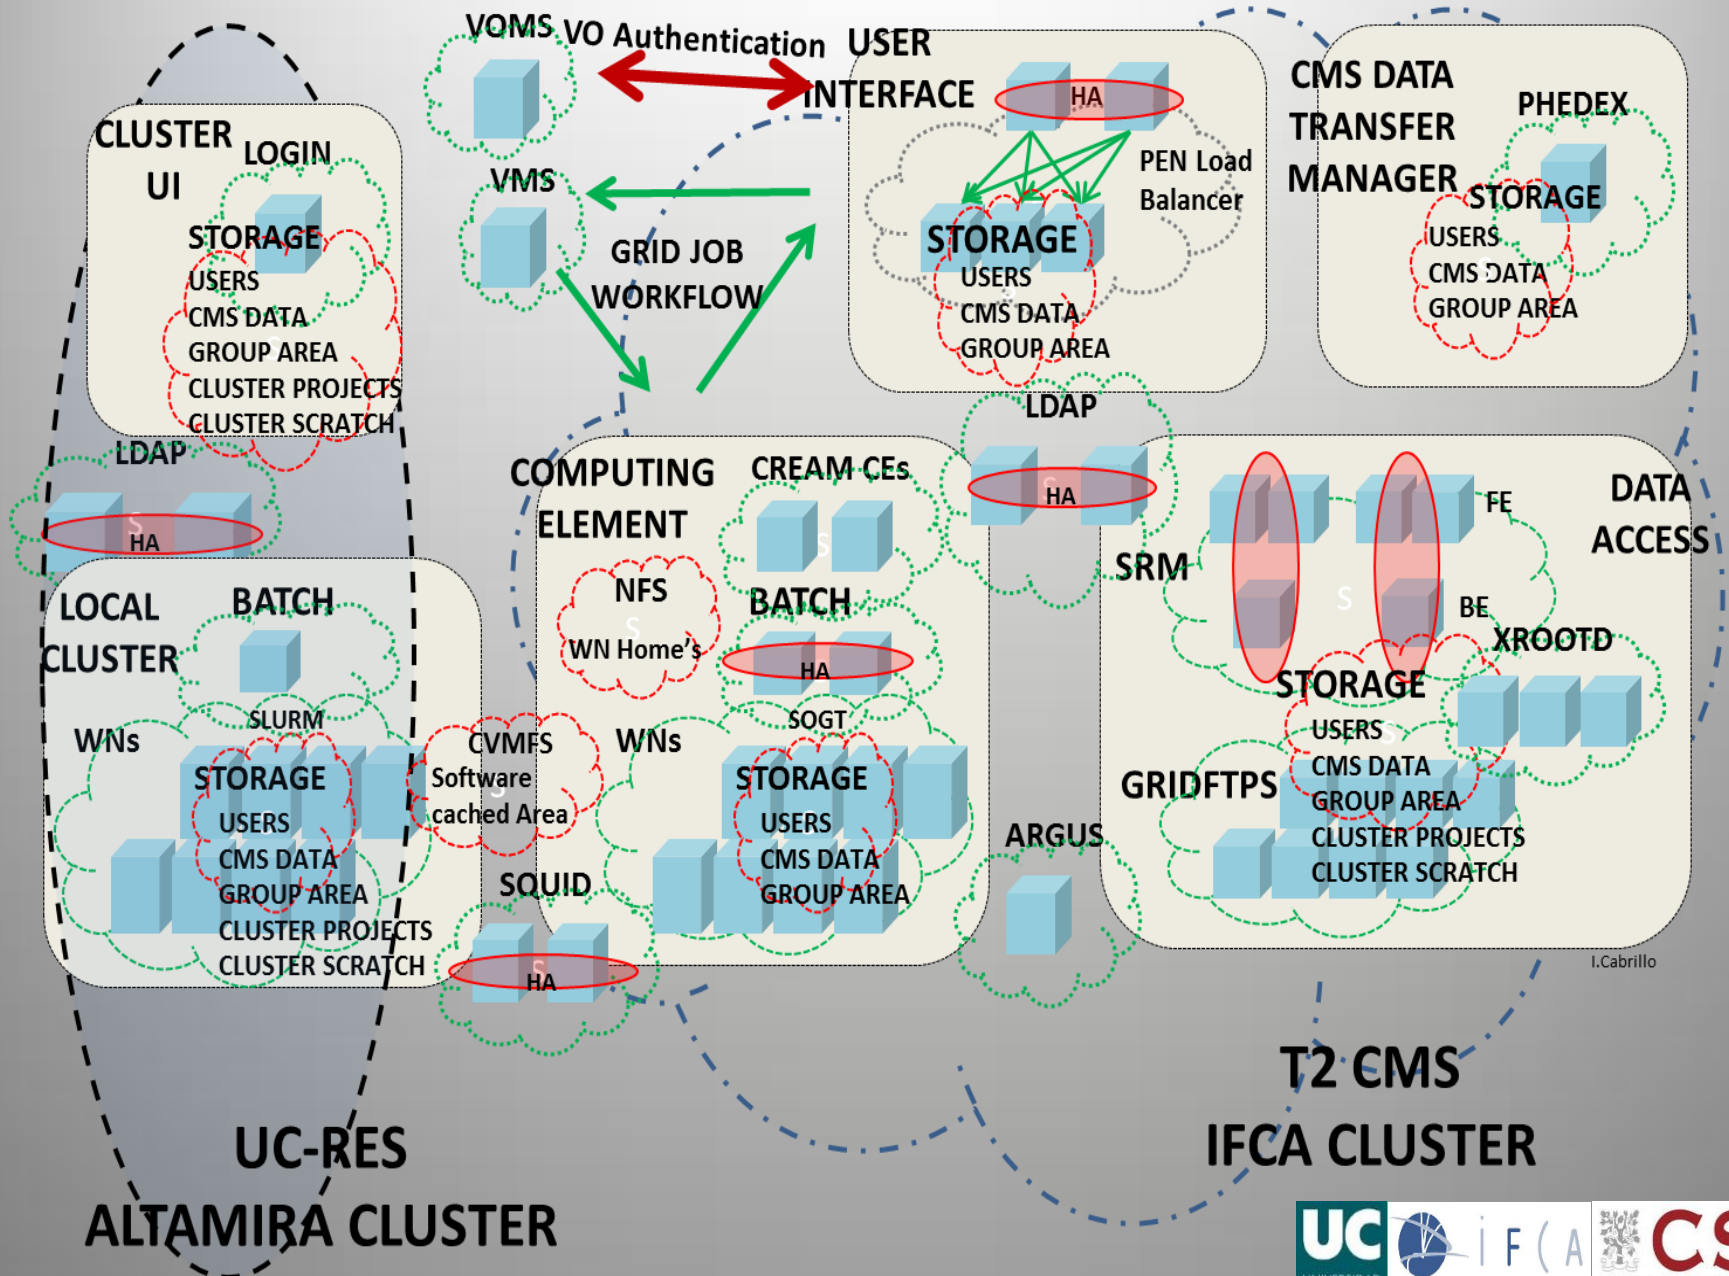 VOMS
VO Authentication
USER
INTERFACE
HA
PEN Load
Balancer
STORAGE
USERS
S
CMS DATA
GROUP AREA
CMS DATA
TRANSFER
MANAGER
PHEDEX
STORAGE
USERS
S
CMS DATA
GROUP AREA
CLUSTER
UI
LOGIN
STORAGE
USERS
CMS DATA
GROUP AREA
S
CLUSTER PROJECTS
CLUSTER SCRATCH
VMS
GRID JOB
WORKFLOW
LDAP
S
HA
LDAP
S
HA
LOCAL
CLUSTER
BATCH
SLURM
WNs
STORAGE
USERS
S
CMS DATA
GROUP AREA
CLUSTER PROJECTS
CLUSTER SCRATCH
CVMFS
Software
S
cached Area
SQUID
S
HA
COMPUTING
ELEMENT
CREAM CEs
S
NFS
S
WN Home's
BATCH
HA
SOGT
WNs
STORAGE
USERS
S
CMS DATA
GROUP AREA
ARGUS
DATA
ACCESS
FE
SRM
S
BE
XROOTD
STORAGE
USERS
S
CMS DATA
GRIDFTPS
GROUP AREA
CLUSTER PROJECTS
CLUSTER SCRATCH
I.Cabrillo
T2 CMS
IFCA CLUSTER
UC-RES
ALTAMIRA CLUSTER
UC
iF(A
CS